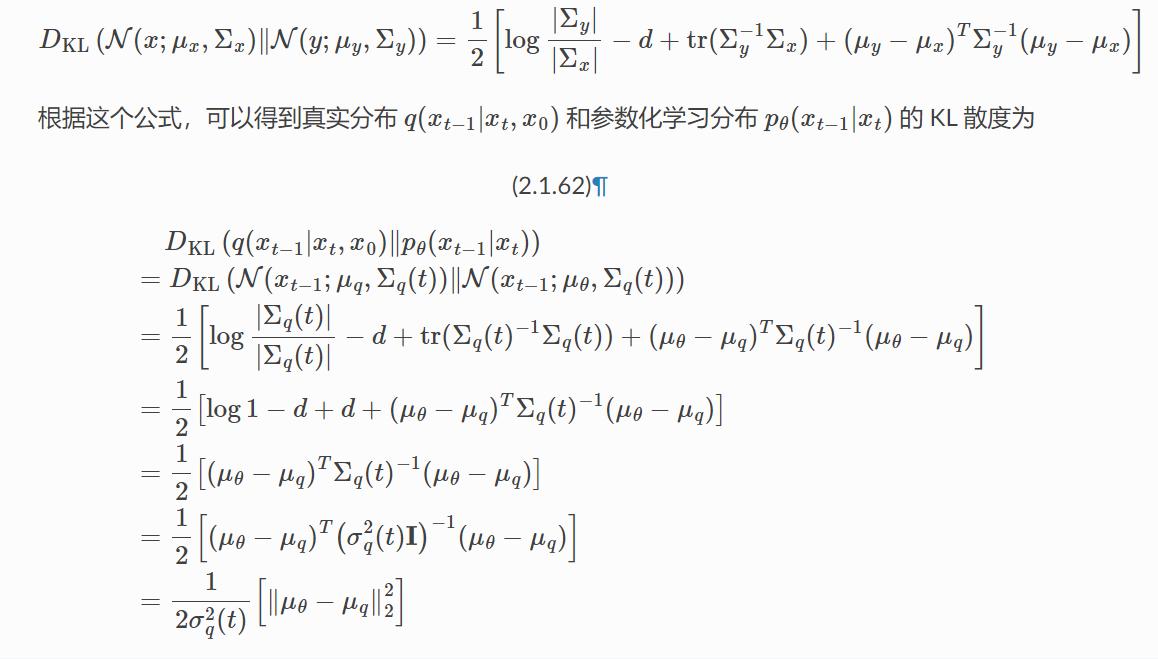 D_KL (𝒩(x; μ_x, Σ_x)‖𝒩(y; μ_y, Σ_y)) = 1/2 [log |Σ_y|/|Σ_x| − d + tr(Σ_y^{−1}Σ_x) + (μ_y − μ_x)^T Σ_y^{−1}(μ_y − μ_x)]
根据这个公式，可以得到真实分布 q(x_{t−1}|x_t, x_0) 和参数化学习分布 p_θ(x_{t−1}|x_t) 的 KL 散度为
(2.1.62)¶
D_KL (q(x_{t−1}|x_t, x_0)‖p_θ(x_{t−1}|x_t))
= D_KL (𝒩(x_{t−1}; μ_q, Σ_q(t))‖𝒩(x_{t−1}; μ_θ, Σ_q(t)))
= 1/2 [log |Σ_q(t)|/|Σ_q(t)| − d + tr(Σ_q(t)^{−1}Σ_q(t)) + (μ_θ − μ_q)^T Σ_q(t)^{−1}(μ_θ − μ_q)]
= 1/2 [log 1 − d + d + (μ_θ − μ_q)^T Σ_q(t)^{−1}(μ_θ − μ_q)]
= 1/2 [(μ_θ − μ_q)^T Σ_q(t)^{−1}(μ_θ − μ_q)]
= 1/2 [(μ_θ − μ_q)^T (σ_q^2(t)𝐈)^{−1}(μ_θ − μ_q)]
= 1/(2σ_q^2(t)) [‖μ_θ − μ_q‖_2^2]